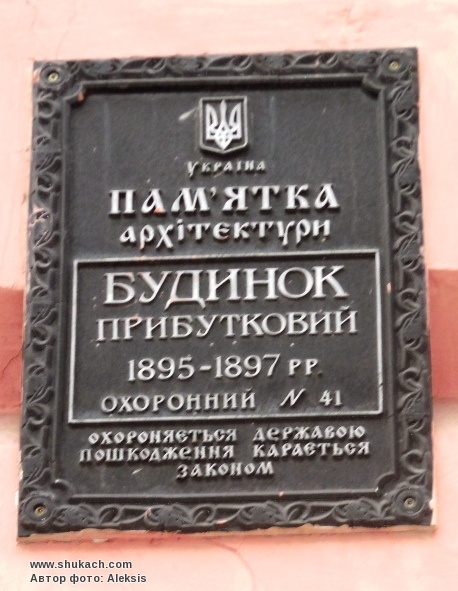 Україна
ПАМ'ЯТКА
архітектури
БУДИНОК
ПРИБУТКОВИЙ
1895-1897 РР.
ОХОРОННИЙ N 41
ОХОРОНЯЄТЬСЯ ДЕРЖАВОЮ
ПОШКОДЖЕННЯ КАРАЄТЬСЯ
ЗАКОНОМ
www.shukach.com
Автор фото: Aleksis